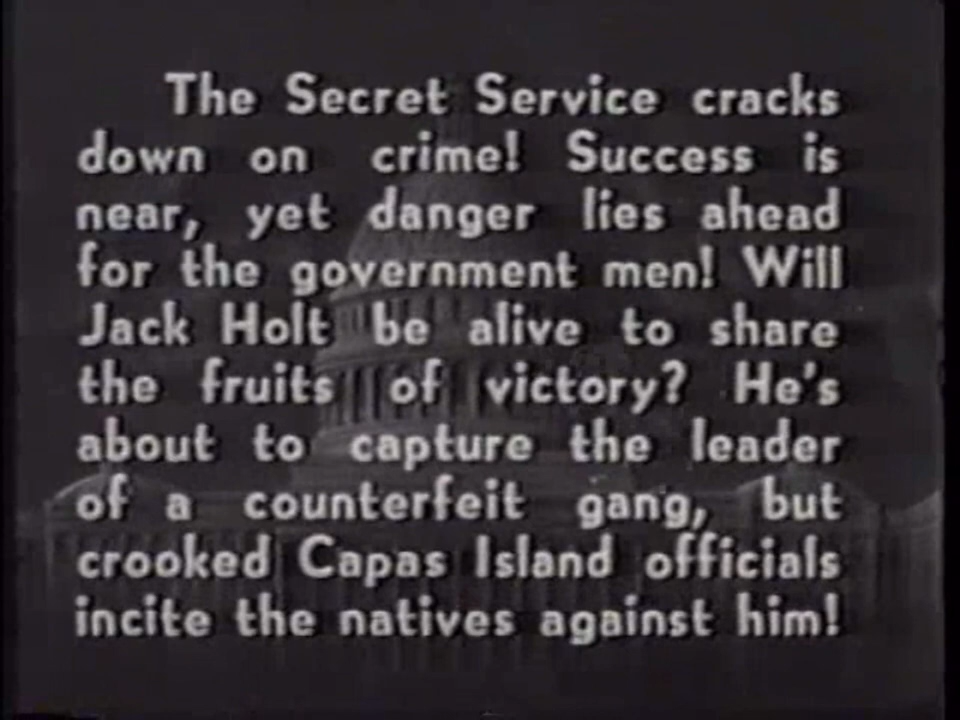 The Secret Service cracks
down on crime! Success is
near, yet danger lies ahead
for the government men! Will
Jack Holt be alive to share
the fruits of victory? He's
about to capture the leader
of a counterfeit gang, but
crooked Capas Island officials
incite the natives against him!